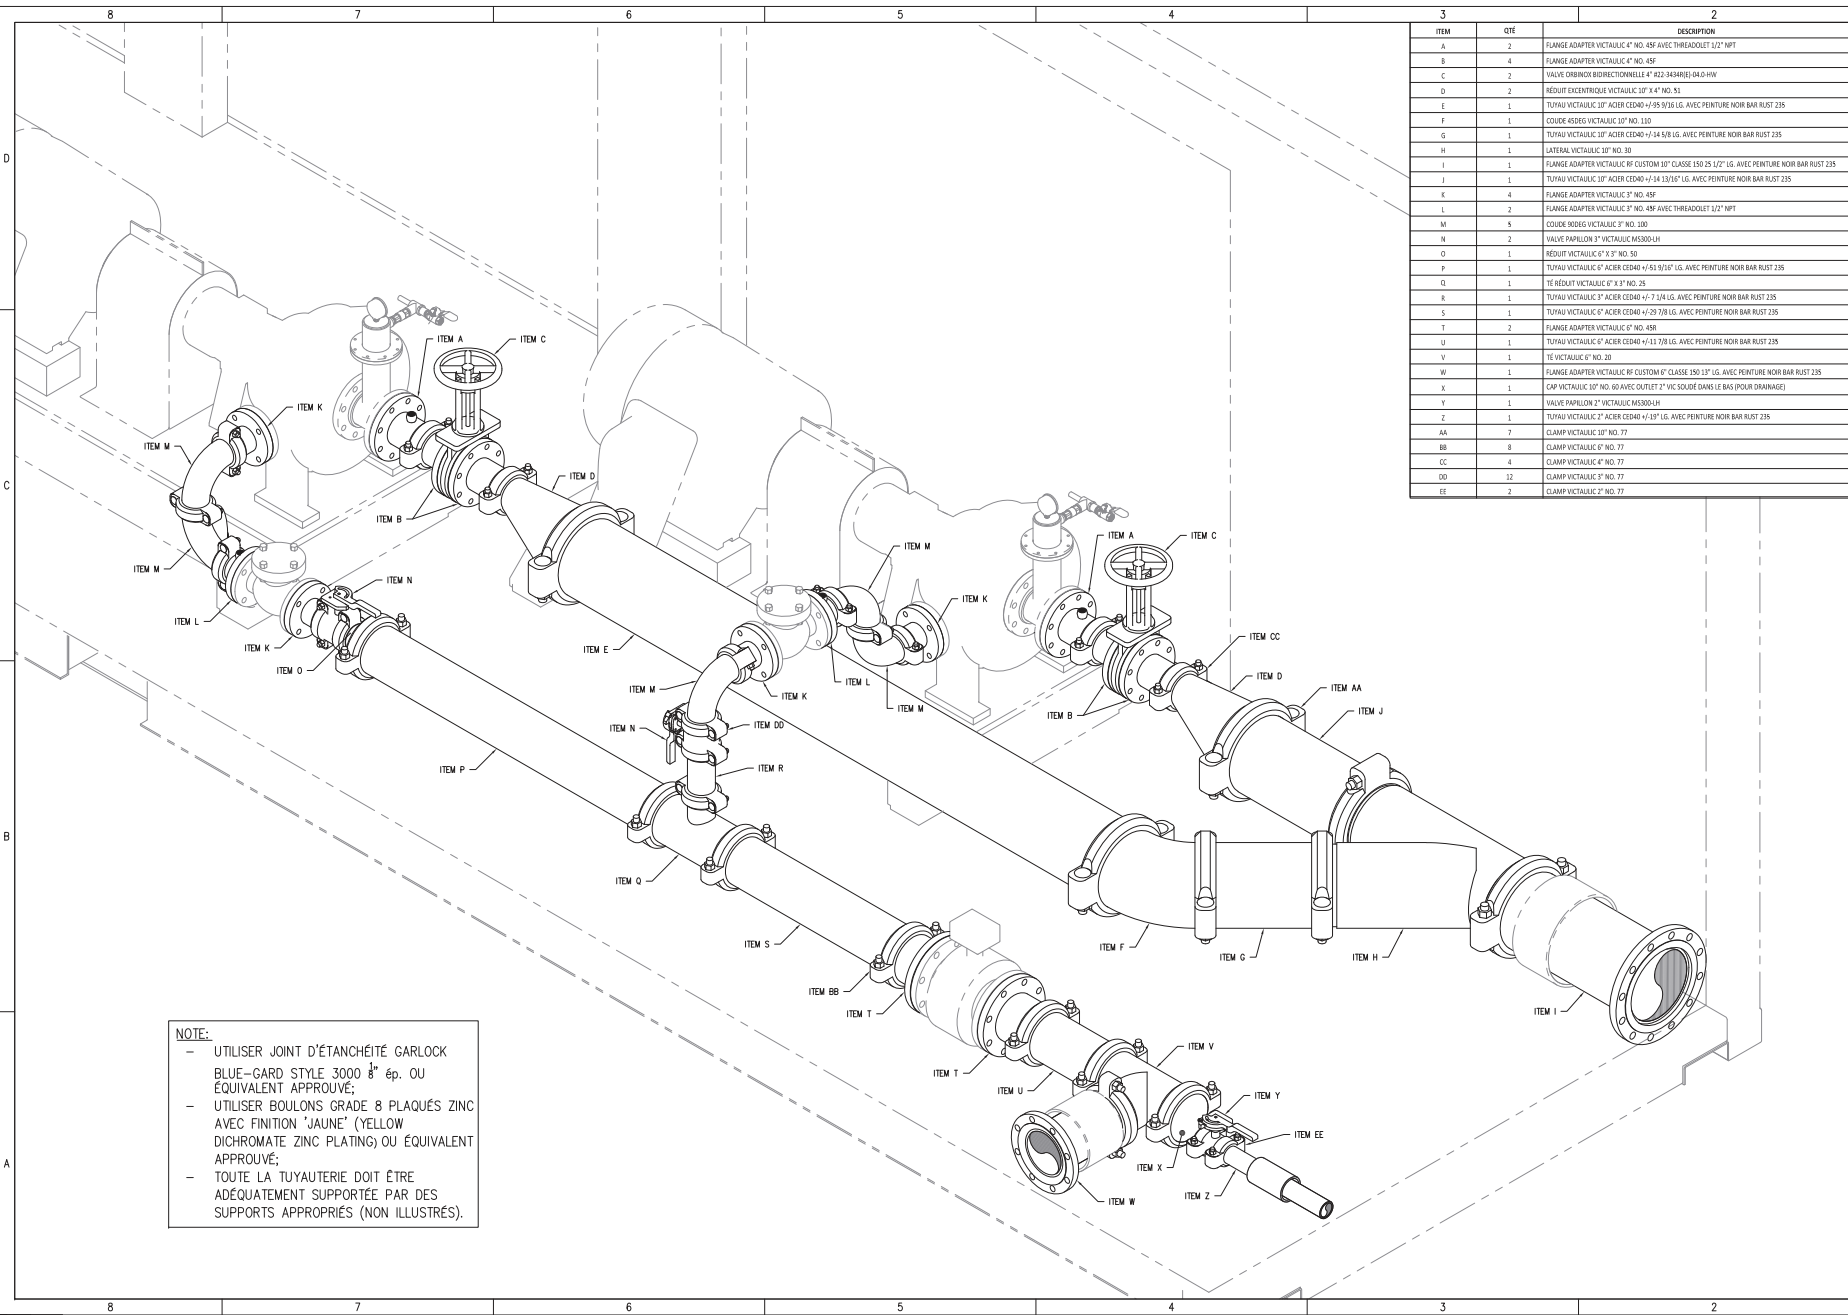 8 7 6 5 4 3 2
ITEM QTÉ DESCRIPTION
A 2 FLANGE ADAPTER VICTAULIC 4" NO. 45F AVEC THREADOLET 1/2" NPT
B 4 FLANGE ADAPTER VICTAULIC 4" NO. 45F
C 2 VALVE ORBINOX BIDIRECTIONNELLE 4" #22-3434R(E)-04.0-HW
D 2 RÉDUIT EXCENTRIQUE VICTAULIC 10" X 4" NO. 51
E 1 TUYAU VICTAULIC 10" ACIER CED40 +/-95 9/16 LG. AVEC PEINTURE NOIR BAR RUST 235
F 1 COUDE 45DEG VICTAULIC 10" NO. 110
G 1 TUYAU VICTAULIC 10" ACIER CED40 +/-14 5/8 LG. AVEC PEINTURE NOIR BAR RUST 235
H 1 LATERAL VICTAULIC 10" NO. 30
I 1 FLANGE ADAPTER VICTAULIC RF CUSTOM 10" CLASSE 150 25 1/2" LG. AVEC PEINTURE NOIR BAR RUST 235
J 1 TUYAU VICTAULIC 10" ACIER CED40 +/-14 13/16" LG. AVEC PEINTURE NOIR BAR RUST 235
K 4 FLANGE ADAPTER VICTAULIC 3" NO. 45F
L 2 FLANGE ADAPTER VICTAULIC 3" NO. 45F AVEC THREADOLET 1/2" NPT
M 5 COUDE 90DEG VICTAULIC 3" NO. 100
N 2 VALVE PAPILLON 3" VICTAULIC MS300-LH
O 1 RÉDUIT VICTAULIC 6" X 3" NO. 50
P 1 TUYAU VICTAULIC 6" ACIER CED40 +/-51 9/16" LG. AVEC PEINTURE NOIR BAR RUST 235
Q 1 TÉ RÉDUIT VICTAULIC 6" X 3" NO. 25
R 1 TUYAU VICTAULIC 3" ACIER CED40 +/- 7 1/4 LG. AVEC PEINTURE NOIR BAR RUST 235
S 1 TUYAU VICTAULIC 6" ACIER CED40 +/-29 7/8 LG. AVEC PEINTURE NOIR BAR RUST 235
T 2 FLANGE ADAPTER VICTAULIC 6" NO. 45R
U 1 TUYAU VICTAULIC 6" ACIER CED40 +/-11 7/8 LG. AVEC PEINTURE NOIR BAR RUST 235
V 1 TÉ VICTAULIC 6" NO. 20
W 1 FLANGE ADAPTER VICTAULIC RF CUSTOM 6" CLASSE 150 13" LG. AVEC PEINTURE NOIR BAR RUST 235
X 1 CAP VICTAULIC 10" NO. 60 AVEC OUTLET 2" VIC SOUDÉ DANS LE BAS (POUR DRAINAGE)
Y 1 VALVE PAPILLON 2" VICTAULIC MS300-LH
Z 1 TUYAU VICTAULIC 2" ACIER CED40 +/-19" LG. AVEC PEINTURE NOIR BAR RUST 235
AA 7 CLAMP VICTAULIC 10" NO. 77
BB 8 CLAMP VICTAULIC 6" NO. 77
CC 4 CLAMP VICTAULIC 4" NO. 77
DD 12 CLAMP VICTAULIC 3" NO. 77
EE 2 CLAMP VICTAULIC 2" NO. 77
D
C
B
A
ITEM A
ITEM C
ITEM K
ITEM M
ITEM D
ITEM B
ITEM M
ITEM N
ITEM L
ITEM K
ITEM O
ITEM E
ITEM M
ITEM K
ITEM A
ITEM C
ITEM CC
ITEM M
ITEM K
ITEM L
ITEM M
ITEM D
ITEM AA
ITEM B
ITEM J
ITEM N
ITEM DD
ITEM P
ITEM R
ITEM Q
ITEM S
ITEM F
ITEM G
ITEM H
ITEM BB
ITEM T
ITEM I
ITEM T
ITEM U
ITEM V
ITEM Y
ITEM EE
ITEM X
ITEM Z
ITEM W
NOTE:
- UTILISER JOINT D'ÉTANCHÉITÉ GARLOCK
BLUE-GARD STYLE 3000 1/8" ép. OU
ÉQUIVALENT APPROUVÉ;
- UTILISER BOULONS GRADE 8 PLAQUÉS ZINC
AVEC FINITION 'JAUNE' (YELLOW
DICHROMATE ZINC PLATING) OU ÉQUIVALENT
APPROUVÉ;
- TOUTE LA TUYAUTERIE DOIT ÊTRE
ADÉQUATEMENT SUPPORTÉE PAR DES
SUPPORTS APPROPRIÉS (NON ILLUSTRÉS).
8 7 6 5 4 3 2